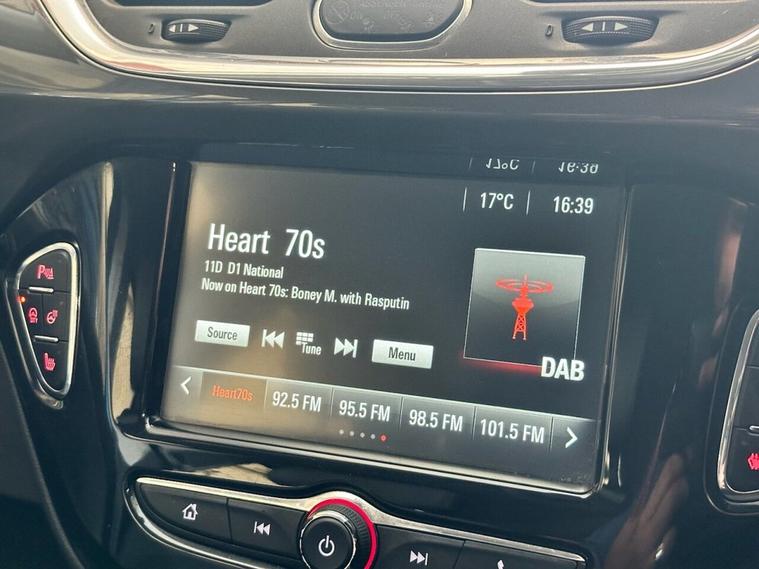 17°C 16:39
Heart 70s
11D D1 National
Now on Heart 70s: Boney M. with Rasputin
Source
Tune
Menu
DAB
Heart70s 92.5 FM 95.5 FM 98.5 FM 101.5 FM